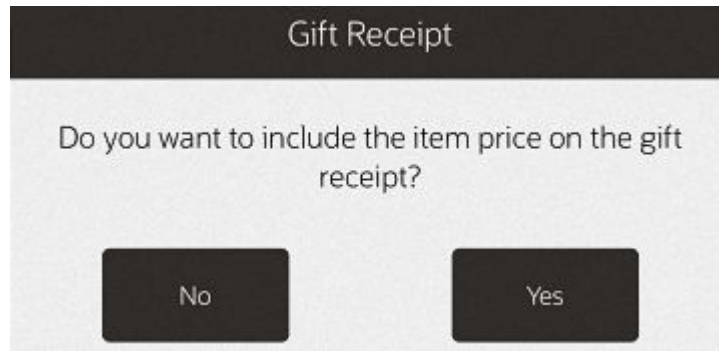 Gift Receipt
Do you want to include the item price on the gift
receipt?
No
Yes